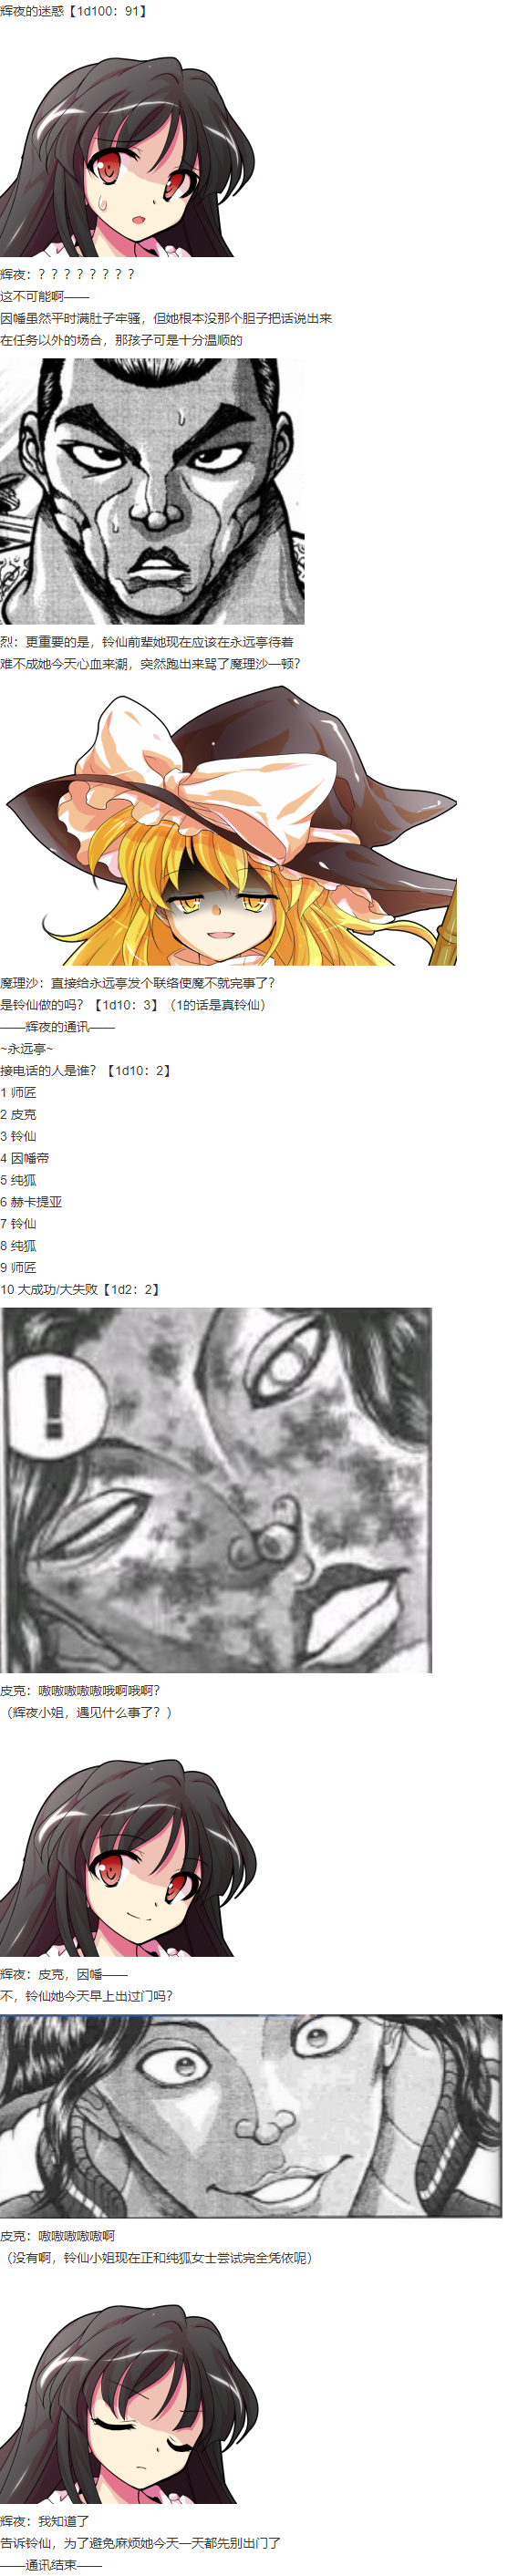 辉夜的迷惑【1d100：91】
辉夜：？？？？？？？？
这不可能啊——
因幡虽然平时满肚子牢骚，但她根本没那个胆子把话说出来
在任务以外的场合，那孩子可是十分温顺的
烈：更重要的是，铃仙前辈她现在应该在永远亭待着
难不成她今天心血来潮，突然跑出来骂了魔理沙一顿？
魔理沙：直接给永远亭发个联络使魔不就完事了？
是铃仙做的吗？【1d10：3】（1的话是真铃仙）
——辉夜的通讯——
~永远亭~
接电话的人是谁？【1d10：2】
1 师匠
2 皮克
3 铃仙
4 因幡帝
5 纯狐
6 赫卡提亚
7 铃仙
8 纯狐
9 师匠
10 大成功/大失败【1d2：2】
！
皮克：嗷嗷嗷嗷嗷哦啊哦啊？
（辉夜小姐，遇见什么事了？）
辉夜：皮克，因幡——
不，铃仙她今天早上出过门吗？
皮克：嗷嗷嗷嗷嗷啊
（没有啊，铃仙小姐现在正和纯狐女士尝试完全凭依呢）
辉夜：我知道了
告诉铃仙，为了避免麻烦她今天一天都先别出门了
——通讯结束——